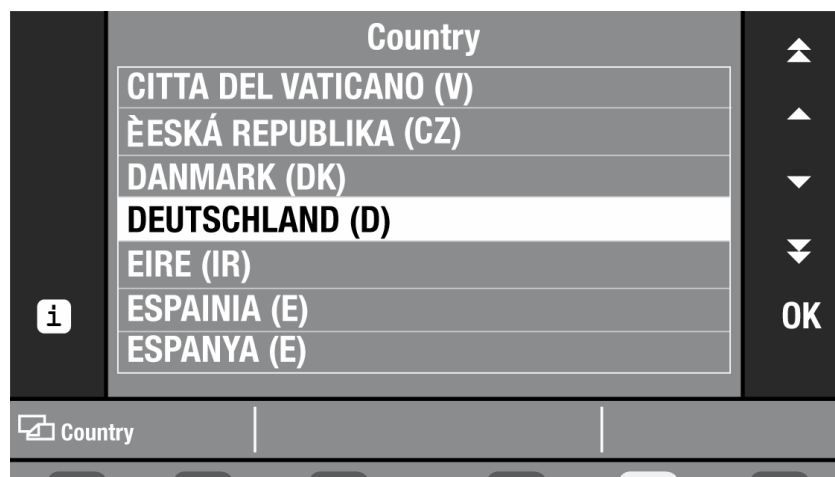 Country
CITTA DEL VATICANO (V)
ÈESKÁ REPUBLIKA (CZ)
DANMARK (DK)
DEUTSCHLAND (D)
EIRE (IR)
i
ESPAINIA (E)
OK
ESPANYA (E)
Country